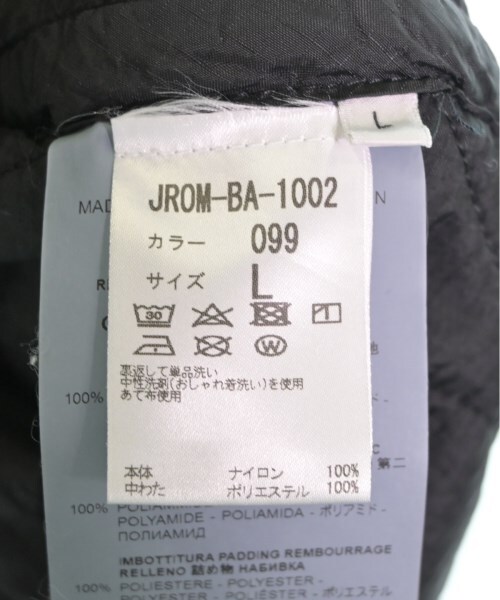 L
MAD
N
JROM-BA-1002
カラー 099
サイズ L
30
W
裏返して単品洗い
中性洗剤(おしゃれ着洗い)を使用
あて布使用
100%
第二
本体 ナイロン 100%
中わた ポリエステル 100%
100%
POLYAMIDE - POLIAMIDA - ポリアミド -
ПОЛИАМИД
IMBOTTITURA PADDING REMBOURRAGE
RELLENO 詰め物 НАБИВКА
100% POLIESTERE - POLYESTER -